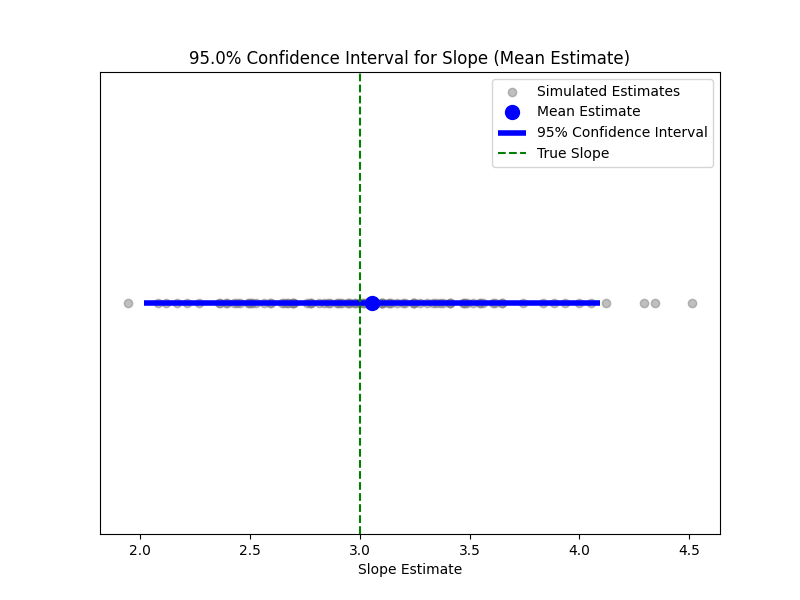 95.0% Confidence Interval for Slope (Mean Estimate)
Simulated Estimates
Mean Estimate
95% Confidence Interval
True Slope
2.0 2.5 3.0 3.5 4.0 4.5
Slope Estimate